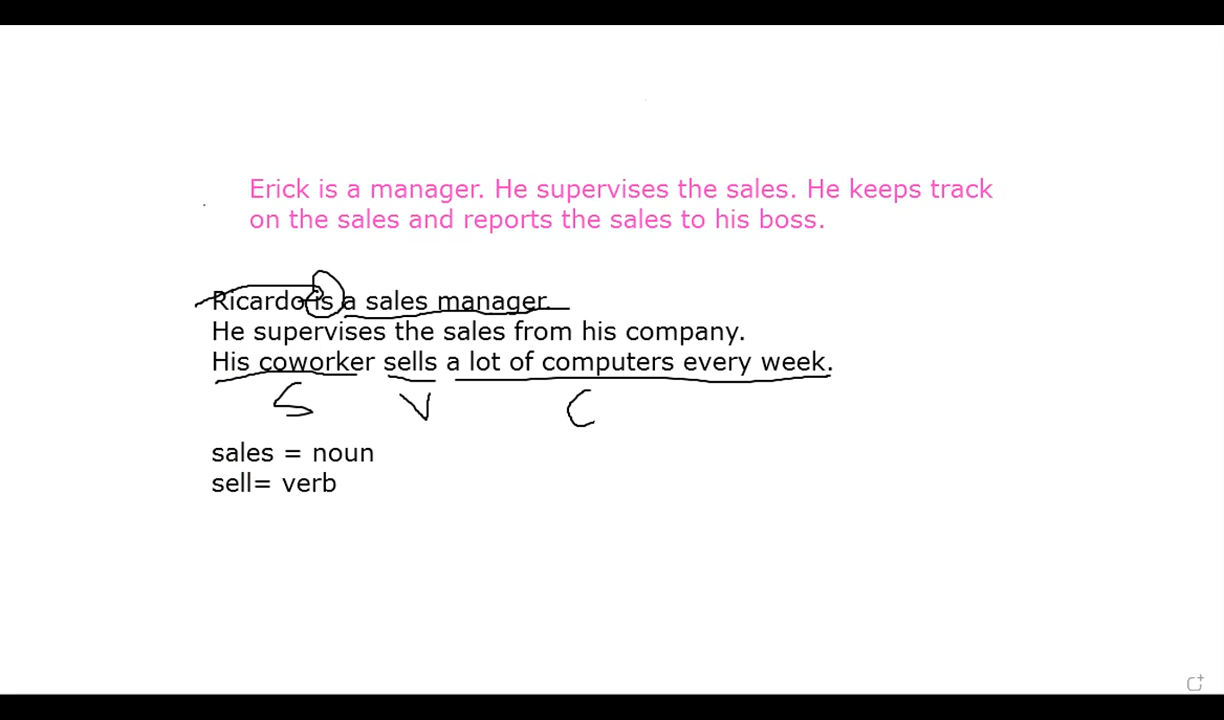 Erick is a manager. He supervises the sales. He keeps track
on the sales and reports the sales to his boss.
Ricardo is a sales manager.
He supervises the sales from his company.
His coworker sells a lot of computers every week.
S V C
sales = noun
sell= verb